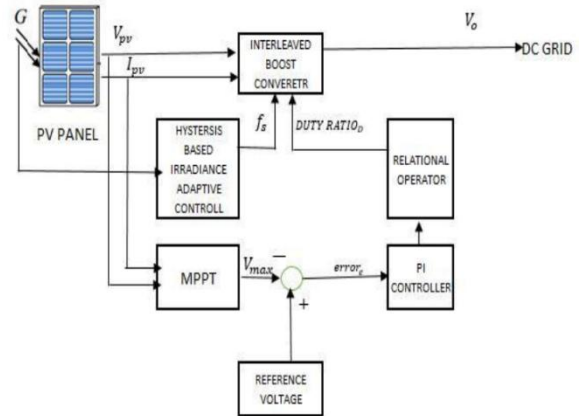 G
V_pv
I_pv
PV PANEL
INTERLEAVED
BOOST
CONVERETR
V_o
DC GRID
HYSTERSIS
BASED
IRRADIANCE
ADAPTIVE
CONTROLL
f_s
DUTY RATIO_D
RELATIONAL
OPERATOR
MPPT
V_max
−
+
error_c
PI
CONTROLLER
REFERENCE
VOLTAGE